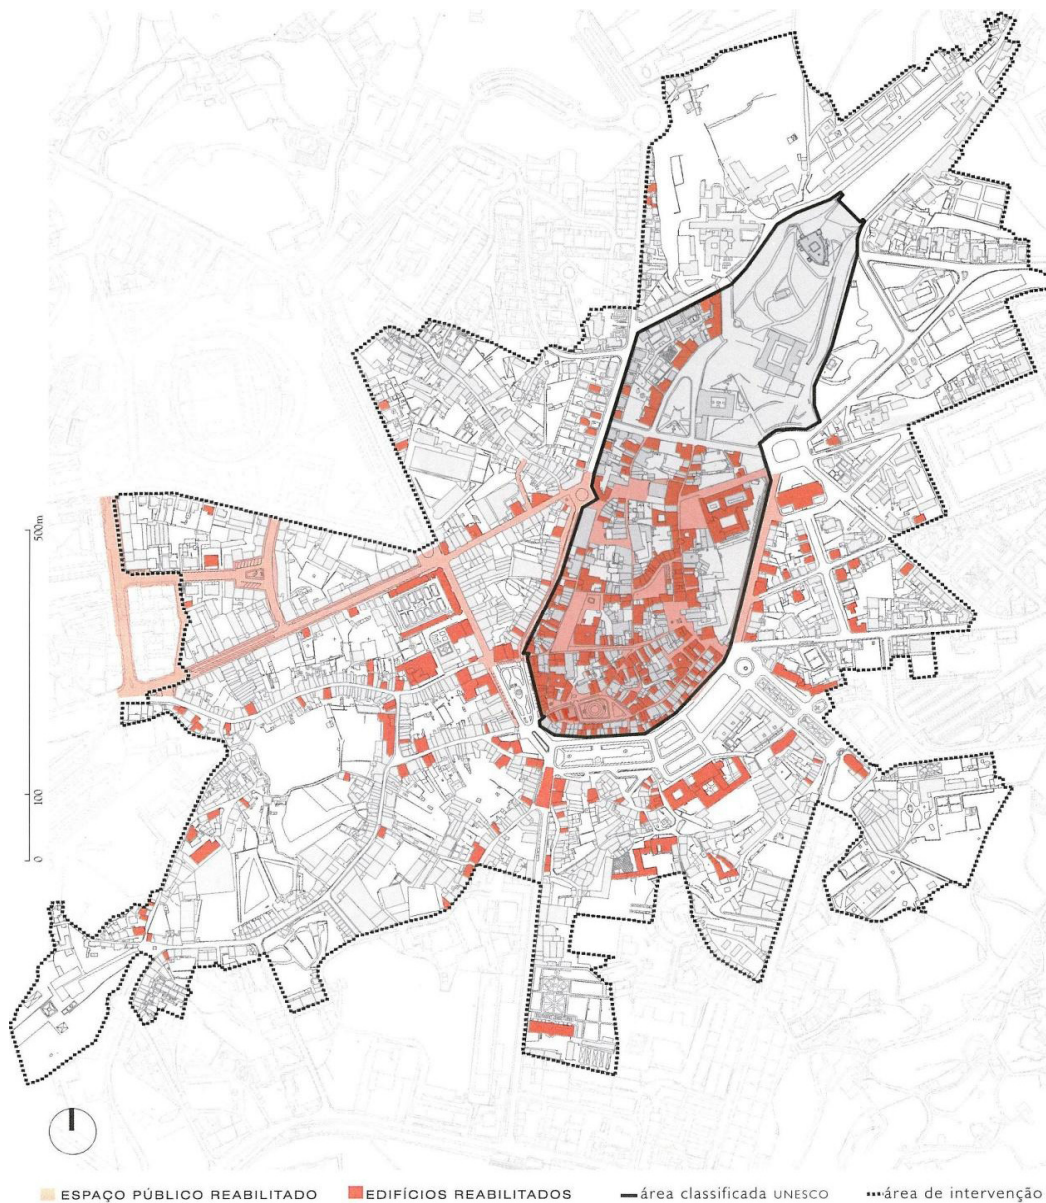 500m
100
0
ESPAÇO PÚBLICO REABILITADO
EDIFÍCIOS REABILITADOS
área classificada UNESCO
área de intervenção